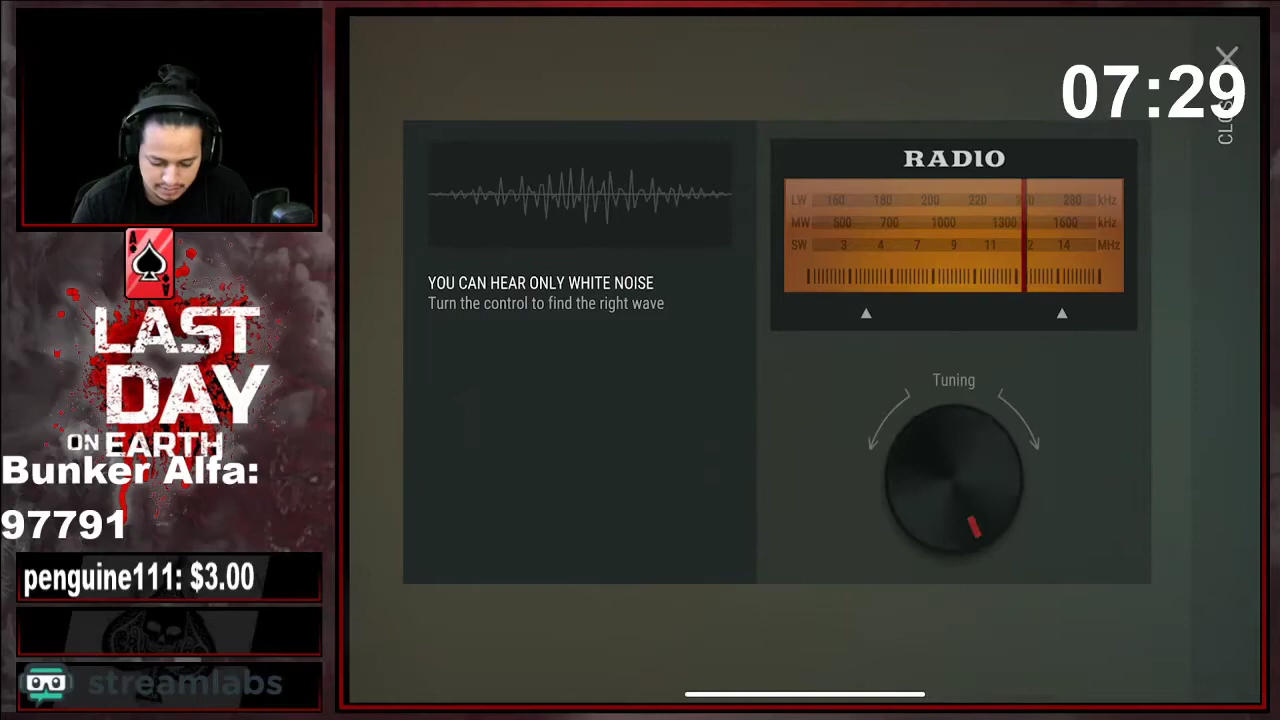 07:29
CLOS
RADIO
LW 160 180 200 220 280 kHz
MW 500 700 1000 1300 1600 kHz
SW 3 4 7 9 11 2 14 MHz
YOU CAN HEAR ONLY WHITE NOISE
Turn the control to find the right wave
Tuning
A
LAST
DAY
ON EARTH
Bunker Alfa:
97791
penguine111: $3.00
streamlabs